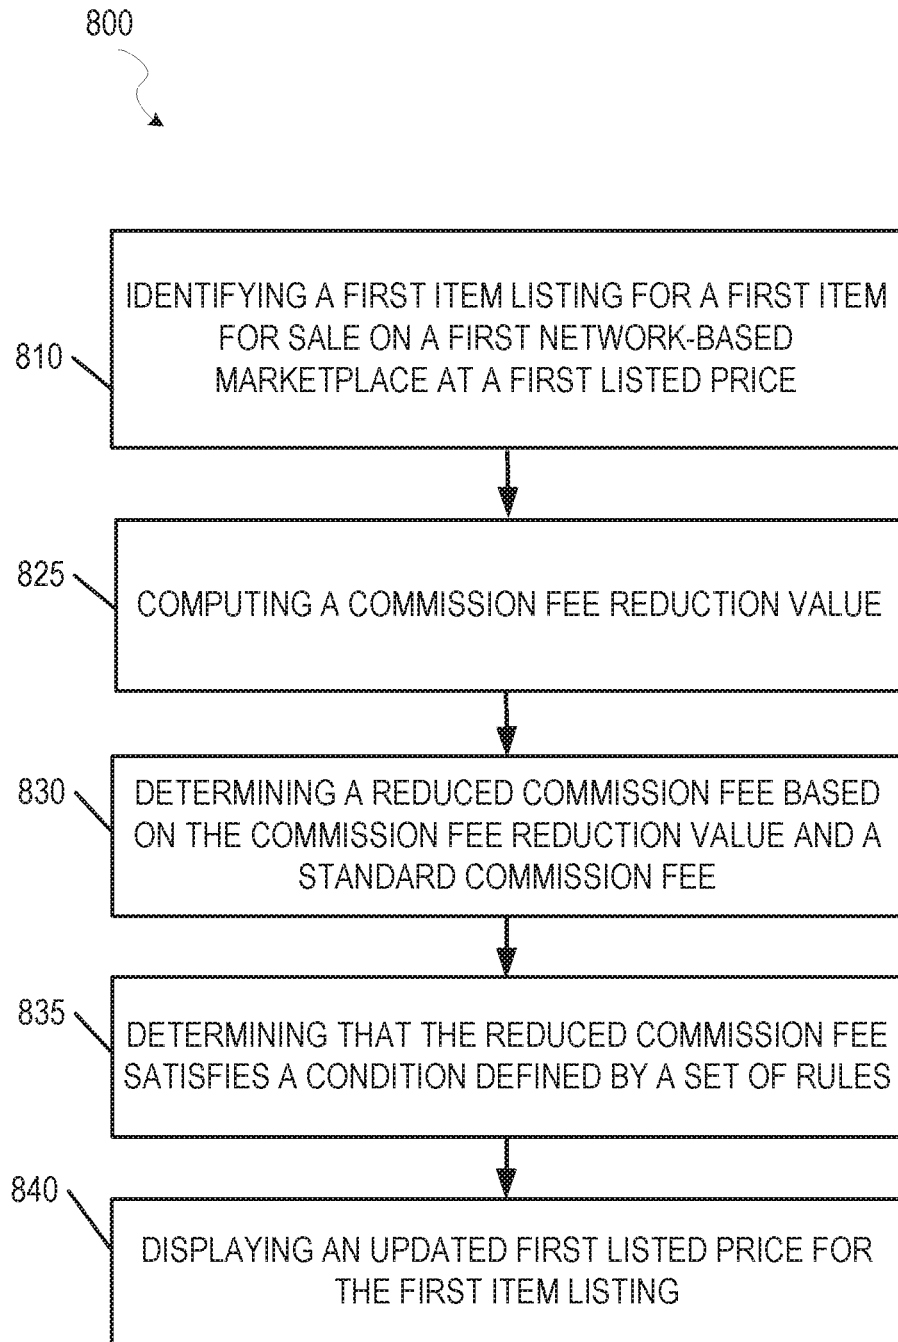 800
IDENTIFYING A FIRST ITEM LISTING FOR A FIRST ITEM
FOR SALE ON A FIRST NETWORK-BASED
MARKETPLACE AT A FIRST LISTED PRICE
810
825
COMPUTING A COMMISSION FEE REDUCTION VALUE
830
DETERMINING A REDUCED COMMISSION FEE BASED
ON THE COMMISSION FEE REDUCTION VALUE AND A
STANDARD COMMISSION FEE
835
DETERMINING THAT THE REDUCED COMMISSION FEE
SATISFIES A CONDITION DEFINED BY A SET OF RULES
840
DISPLAYING AN UPDATED FIRST LISTED PRICE FOR
THE FIRST ITEM LISTING